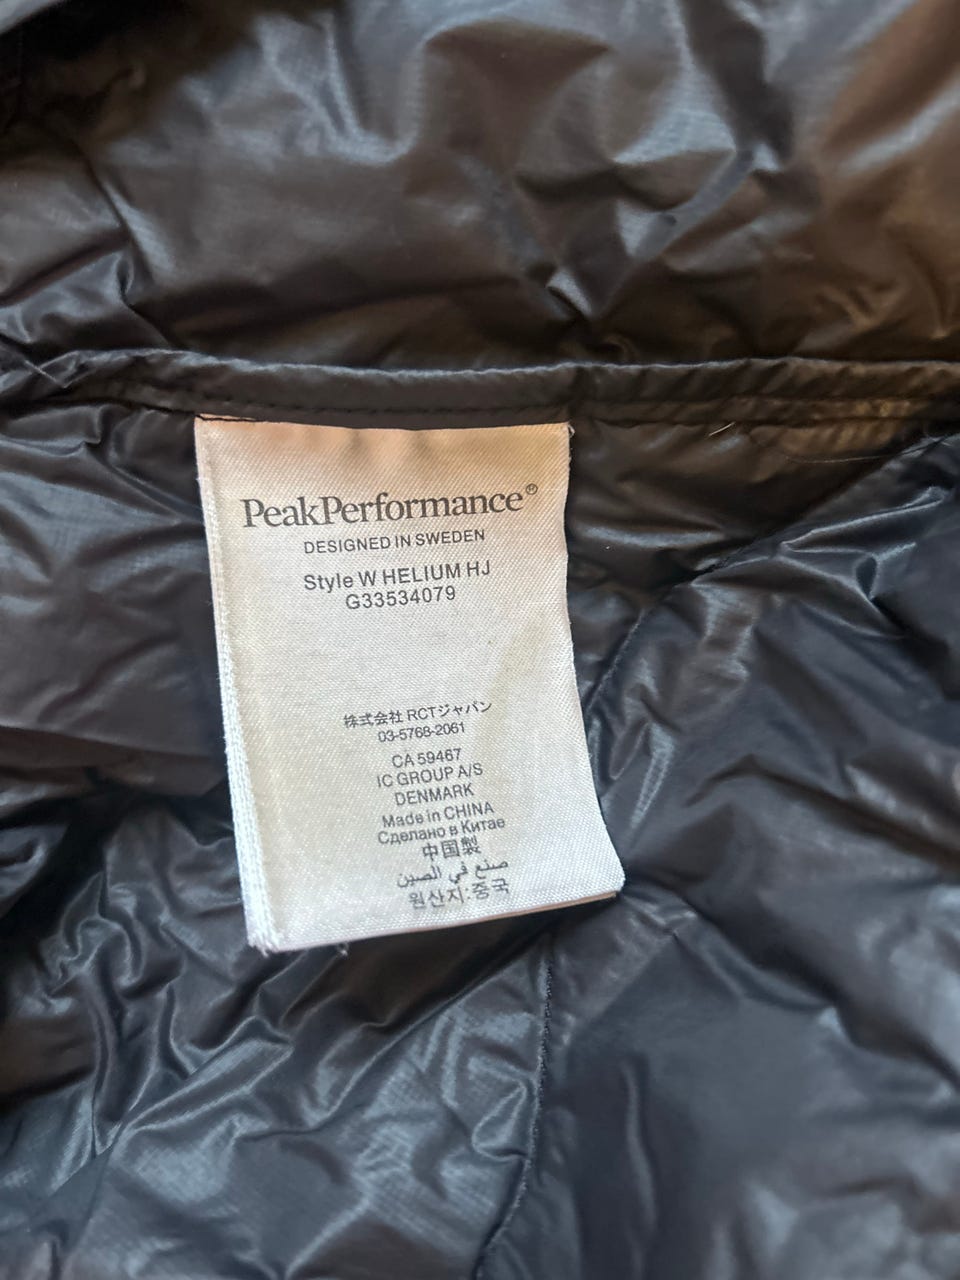 PeakPerformance®
DESIGNED IN SWEDEN
Style W HELIUM HJ
G33534079
株式会社 RCTジャパン
03-5768-2061
CA 59467
IC GROUP A/S
DENMARK
Made in CHINA
Сделано в Китае
中国製
صنع في الصين
원산지:중국